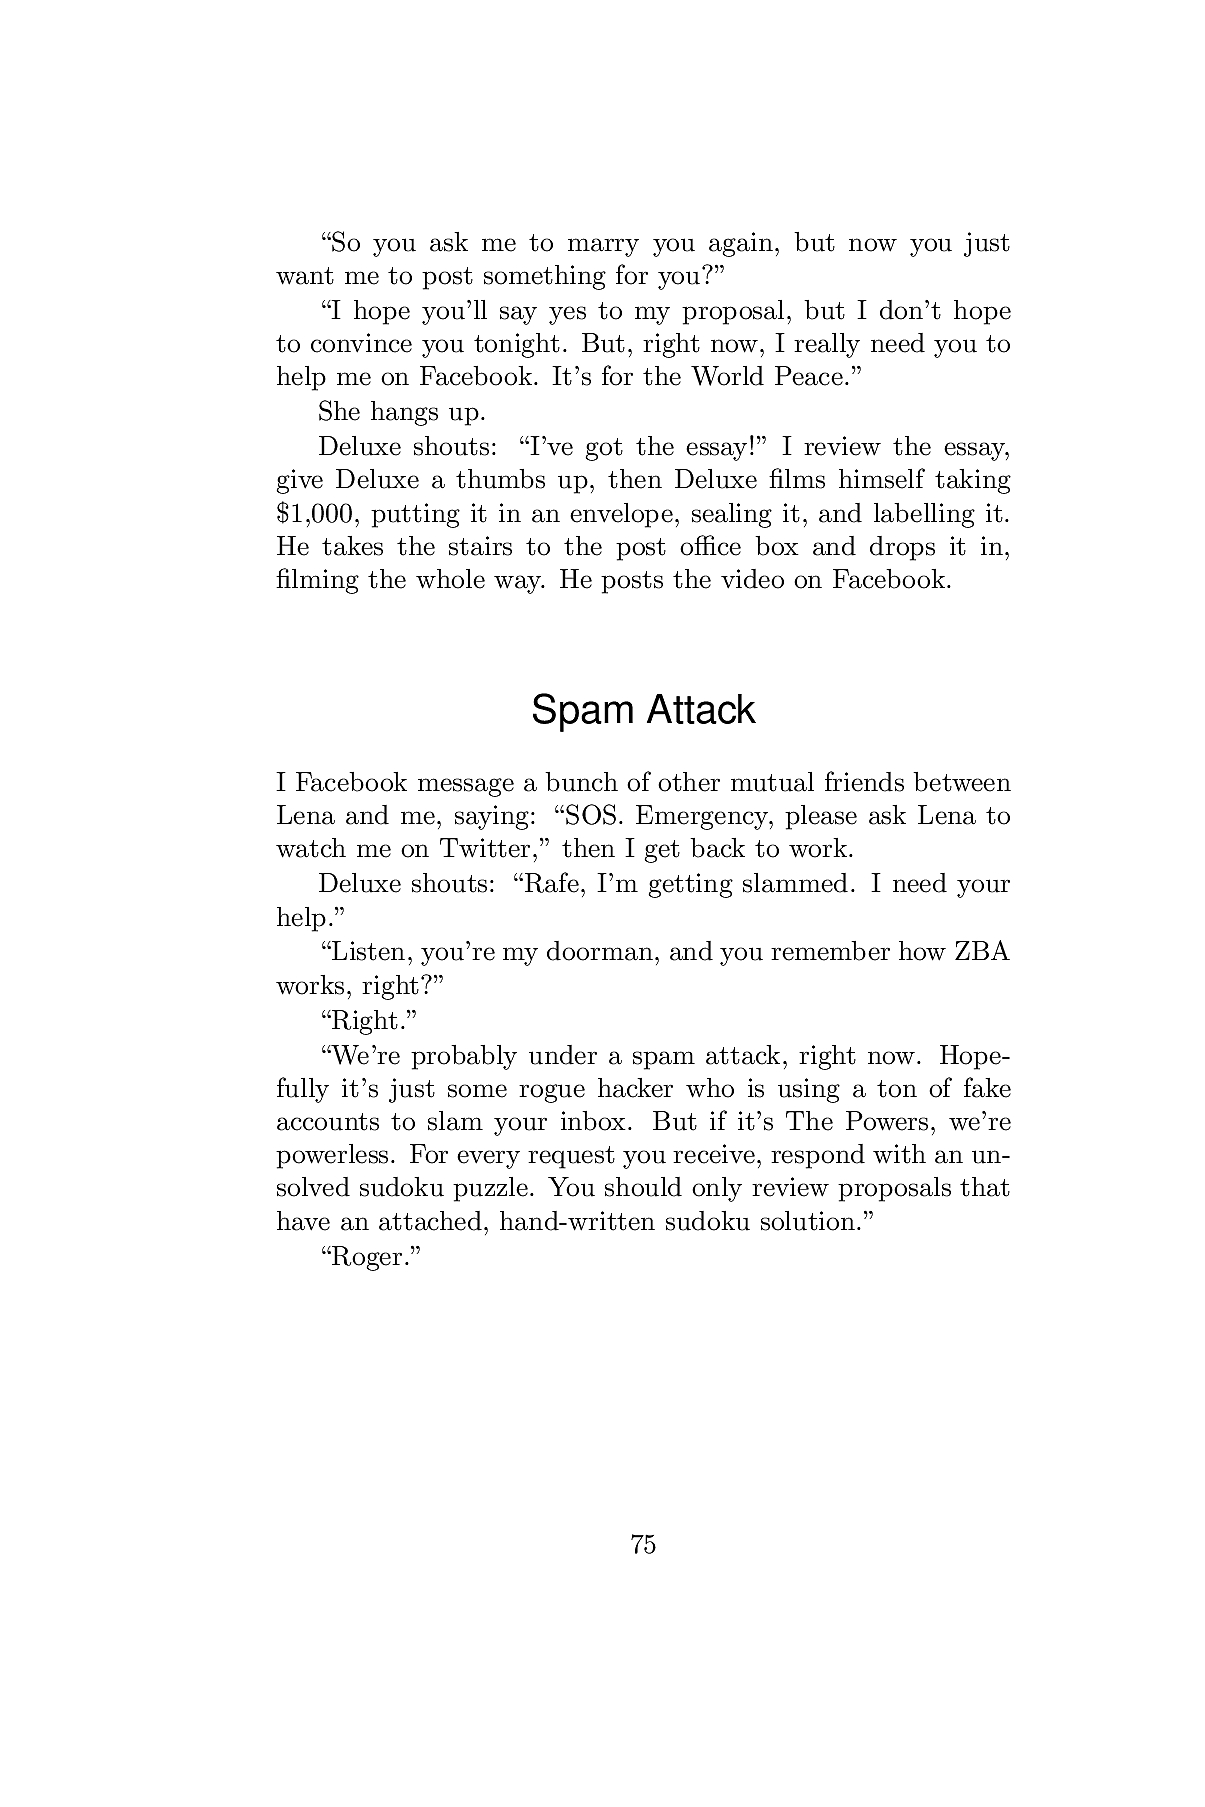 “So you ask me to marry you again, but now you just
want me to post something for you?”
“I hope you’ll say yes to my proposal, but I don’t hope
to convince you tonight. But, right now, I really need you to
help me on Facebook. It’s for the World Peace.”
She hangs up.
Deluxe shouts: “I’ve got the essay!” I review the essay,
give Deluxe a thumbs up, then Deluxe films himself taking
$1,000, putting it in an envelope, sealing it, and labelling it.
He takes the stairs to the post office box and drops it in,
filming the whole way. He posts the video on Facebook.
Spam Attack
I Facebook message a bunch of other mutual friends between
Lena and me, saying: “SOS. Emergency, please ask Lena to
watch me on Twitter,” then I get back to work.
Deluxe shouts: “Rafe, I’m getting slammed. I need your
help.”
“Listen, you’re my doorman, and you remember how ZBA
works, right?”
“Right.”
“We’re probably under a spam attack, right now. Hope-
fully it’s just some rogue hacker who is using a ton of fake
accounts to slam your inbox. But if it’s The Powers, we’re
powerless. For every request you receive, respond with an un-
solved sudoku puzzle. You should only review proposals that
have an attached, hand-written sudoku solution.”
“Roger.”
75